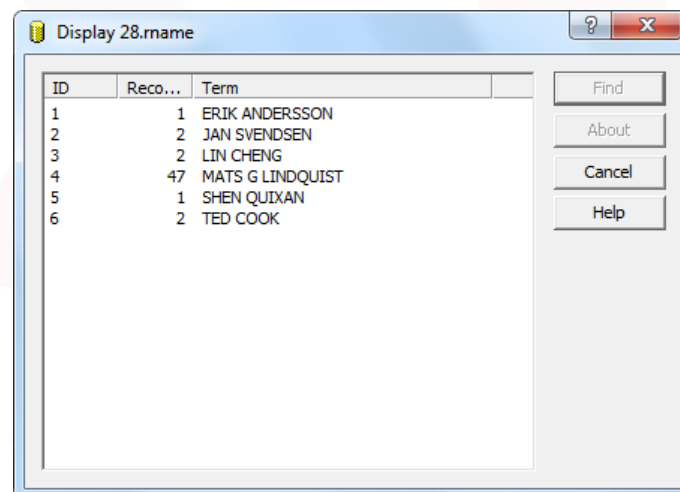 Display 28.rname
ID Reco... Term
1 1 ERIK ANDERSSON
2 2 JAN SVENDSEN
3 2 LIN CHENG
4 47 MATS G LINDQUIST
5 1 SHEN QUIXAN
6 2 TED COOK
Find
About
Cancel
Help